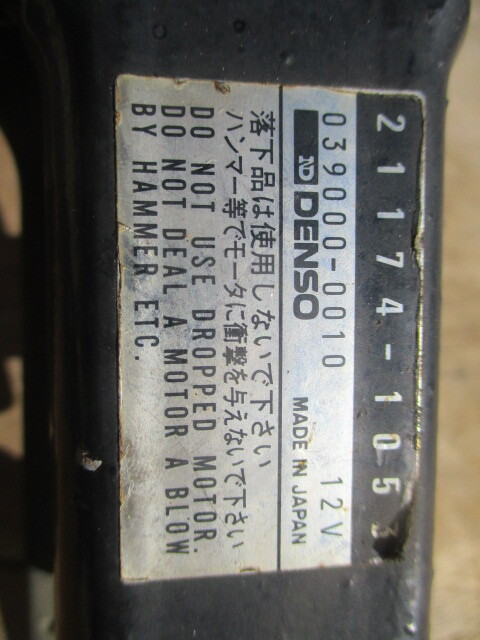 21174-1053
039000-0010 12V
ND DENSO MADE IN JAPAN
落下品は使用しないで下さい
ハンマー等でモータに衝撃を与えないで下さい
DO NOT USE DROPPED MOTOR.
DO NOT DEAL A MOTOR A BLOW
BY HAMMER ETC.